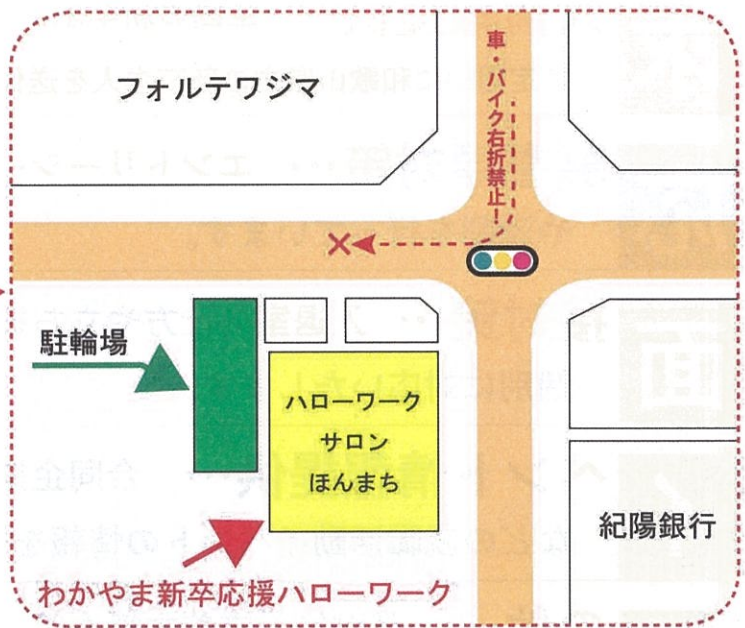 フォルテワジマ
車・バイク右折禁止！
駐輪場
ハローワーク
サロン
ほんまち
紀陽銀行
わかやま新卒応援ハローワーク